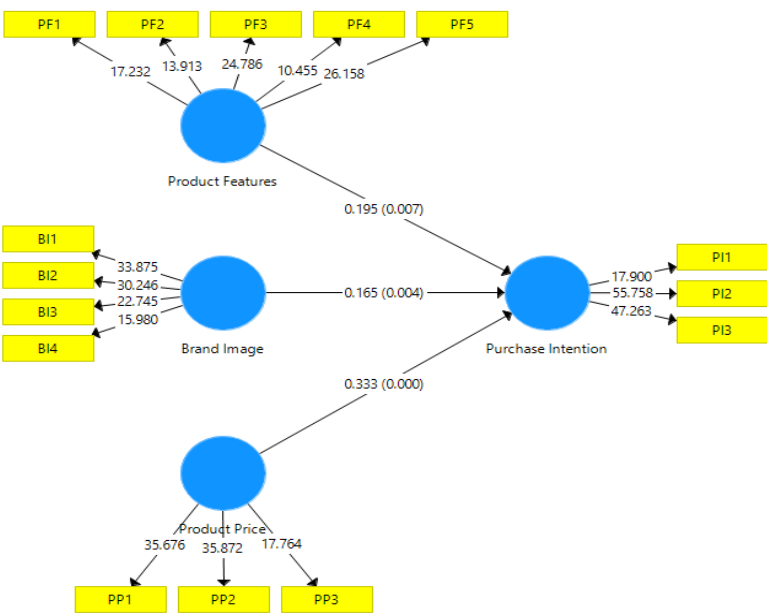 PF1 PF2 PF3 PF4 PF5
17.232 13.913 24.786 10.455 26.158
Product Features
0.195 (0.007)
BI1
BI2
BI3
BI4
33.875
30.246
22.745
15.980
Brand Image
0.165 (0.004)
Purchase Intention
17.900
55.758
47.263
PI1
PI2
PI3
0.333 (0.000)
Product Price
35.676 35.872 17.764
PP1 PP2 PP3